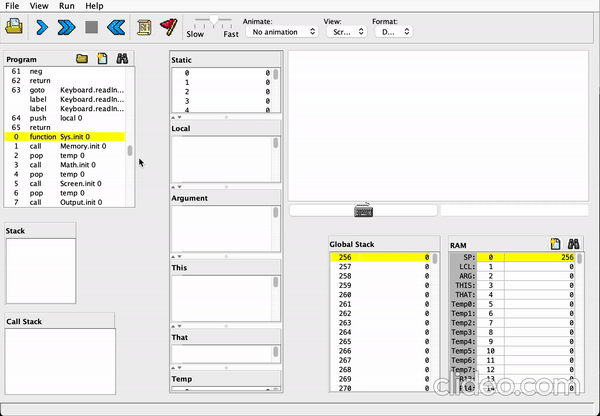 File View Run Help
Animate: View: Format:
Slow Fast No animation Scr... D...
Program
61 neg
62 return
63 goto Keyboard.readIn...
label Keyboard.readIn...
label Keyboard.readIn...
64 push local 0
65 return
0 function Sys.init 0
1 call Memory.init 0
2 pop temp 0
3 call Math.init 0
4 pop temp 0
5 call Screen.init 0
6 pop temp 0
7 call Output.init 0
Stack
Call Stack
Static
0 0
1 0
2 0
3 0
4 0
Local
Argument
This
That
Temp
Global Stack
256 0
257 0
258 0
259 0
260 0
261 0
262 0
263 0
264 0
265 0
266 0
267 0
268 0
269 0
270 0
RAM
SP: 0 256
LCL: 1 0
ARG: 2 0
THIS: 3 0
THAT: 4 0
Temp0: 5 0
Temp1: 6 0
Temp2: 7 0
Temp3: 8 0
Temp4: 9 0
Temp5: 10 0
Temp6: 11 0
Temp7: 12 0
R13: 13 0
14 0
clideo.com